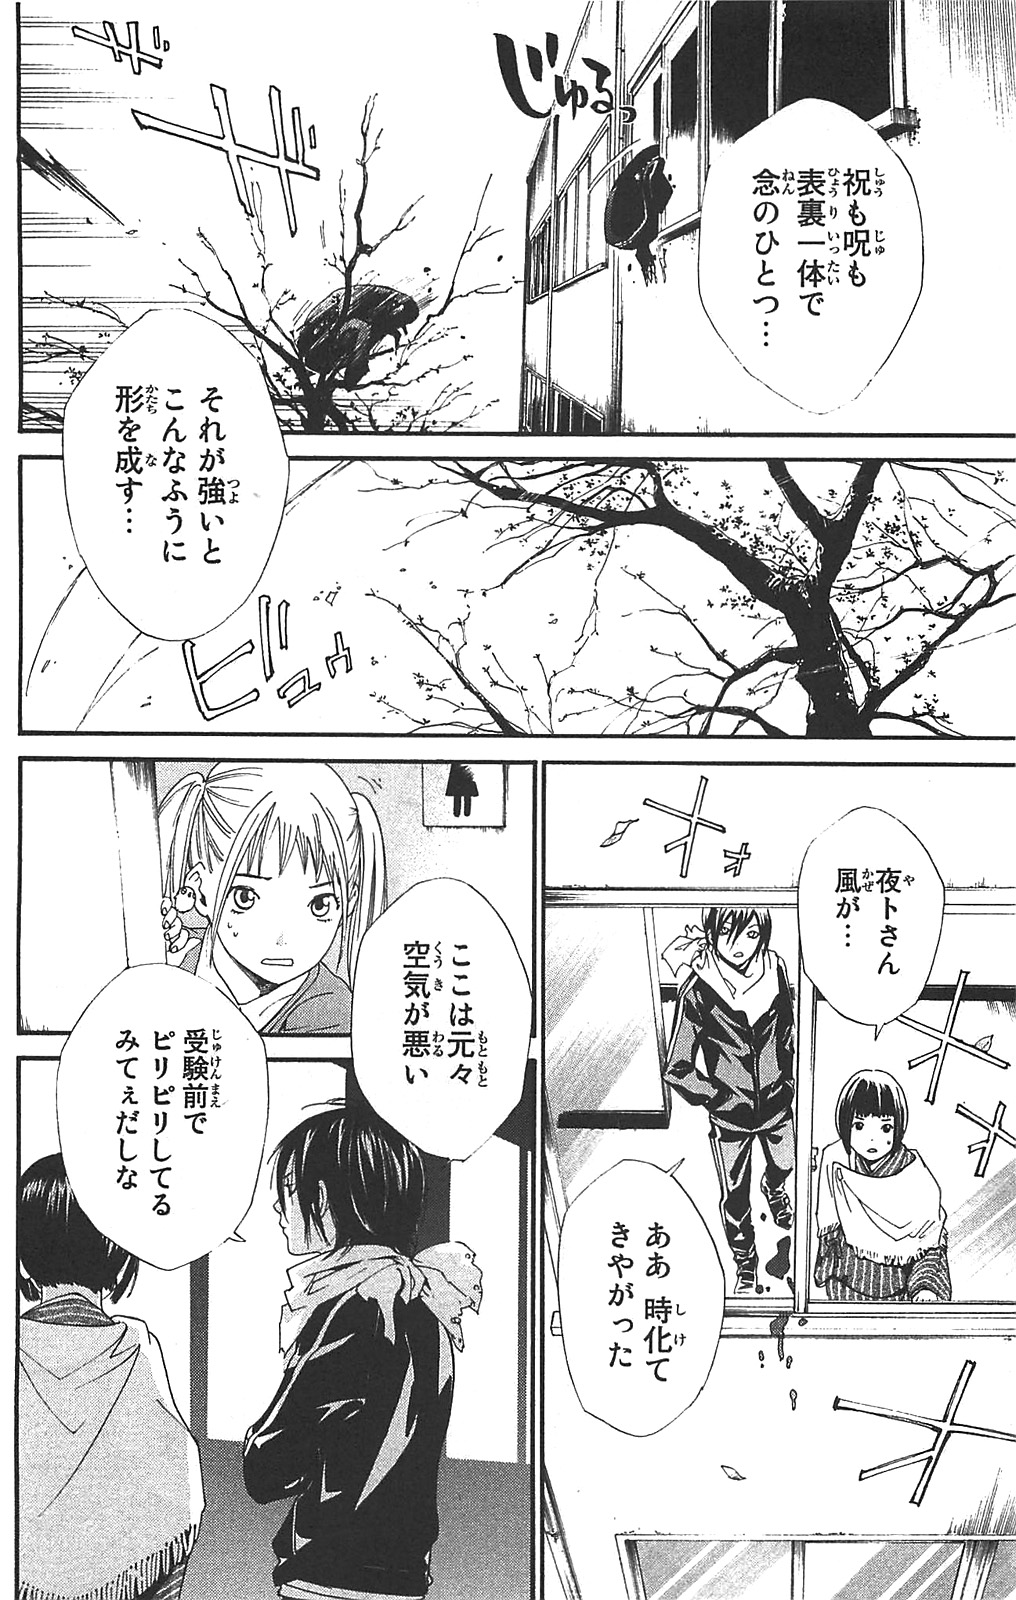 じゅるっ
祝も呪も
表裏一体で
念のひとつ…
ギギ
それが強いと
こんなふうに
形を成す…
ビュゥ
オォ
夜トさん
風が…
ああ 時化て
きやがった
ここは元々
空気が悪い
受験前で
ピリピリしてる
みてぇだしな